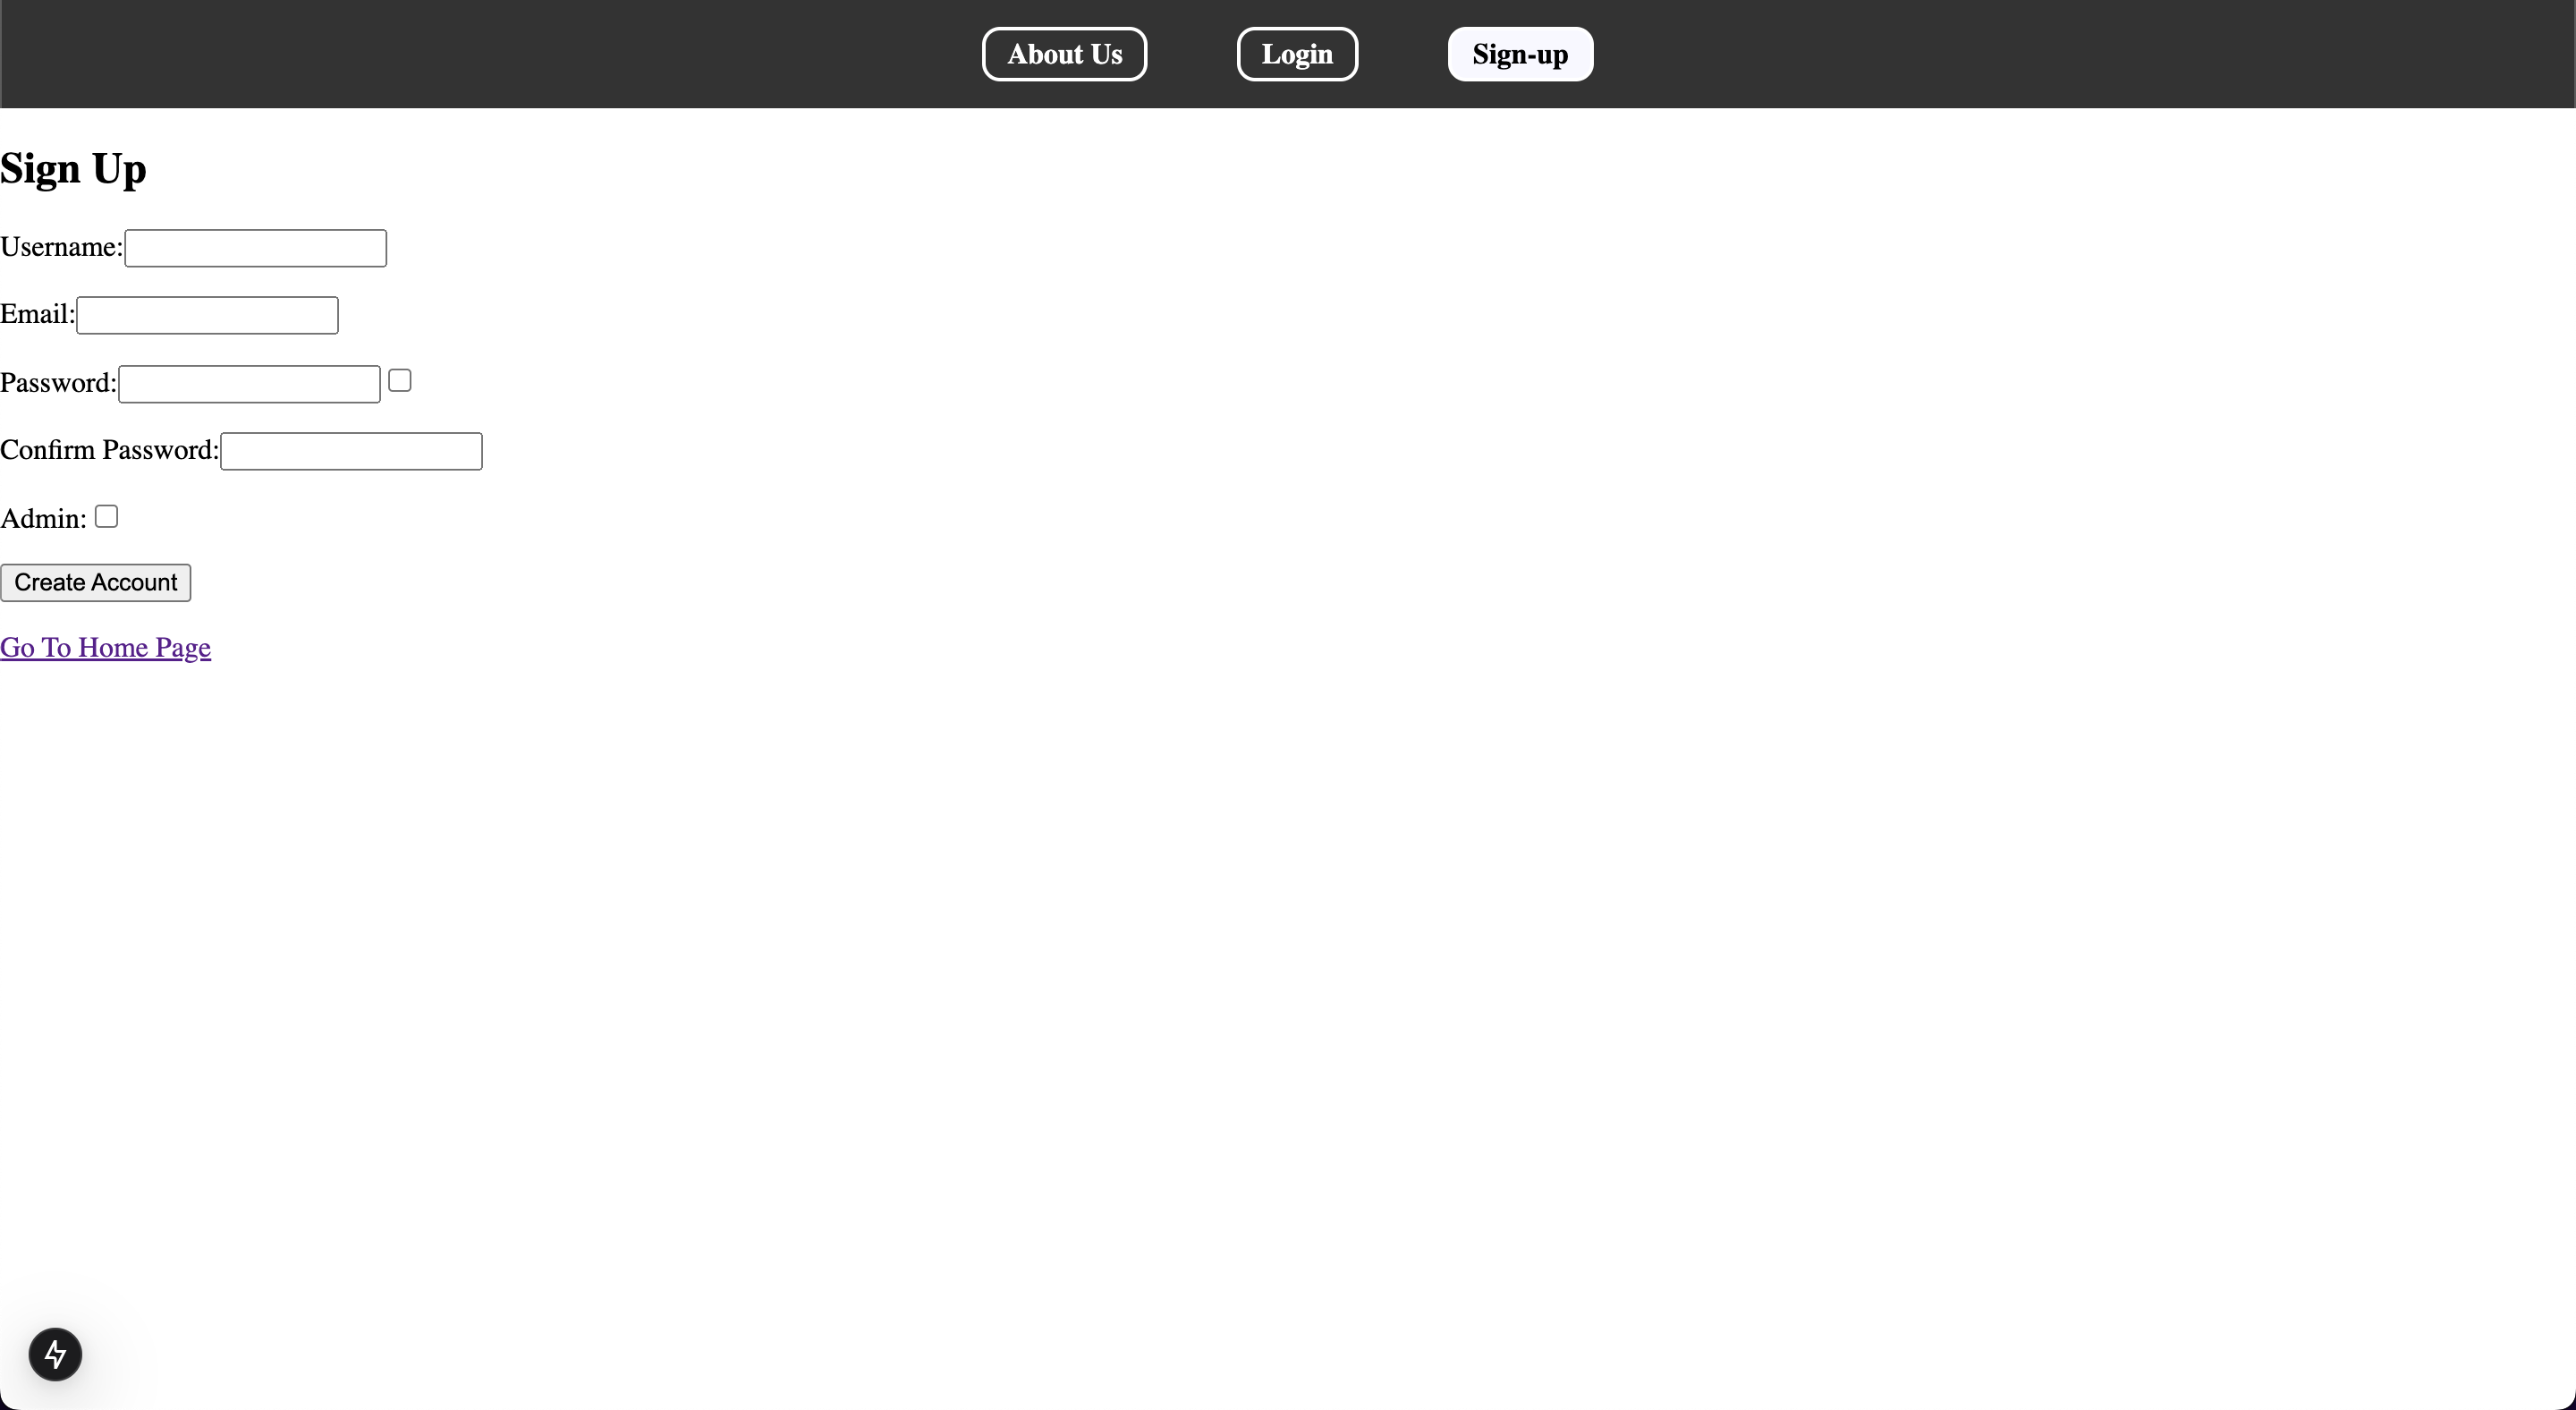 About Us Login Sign-up
Sign Up
Username:
Email:
Password:
Confirm Password:
Admin:
Create Account
Go To Home Page